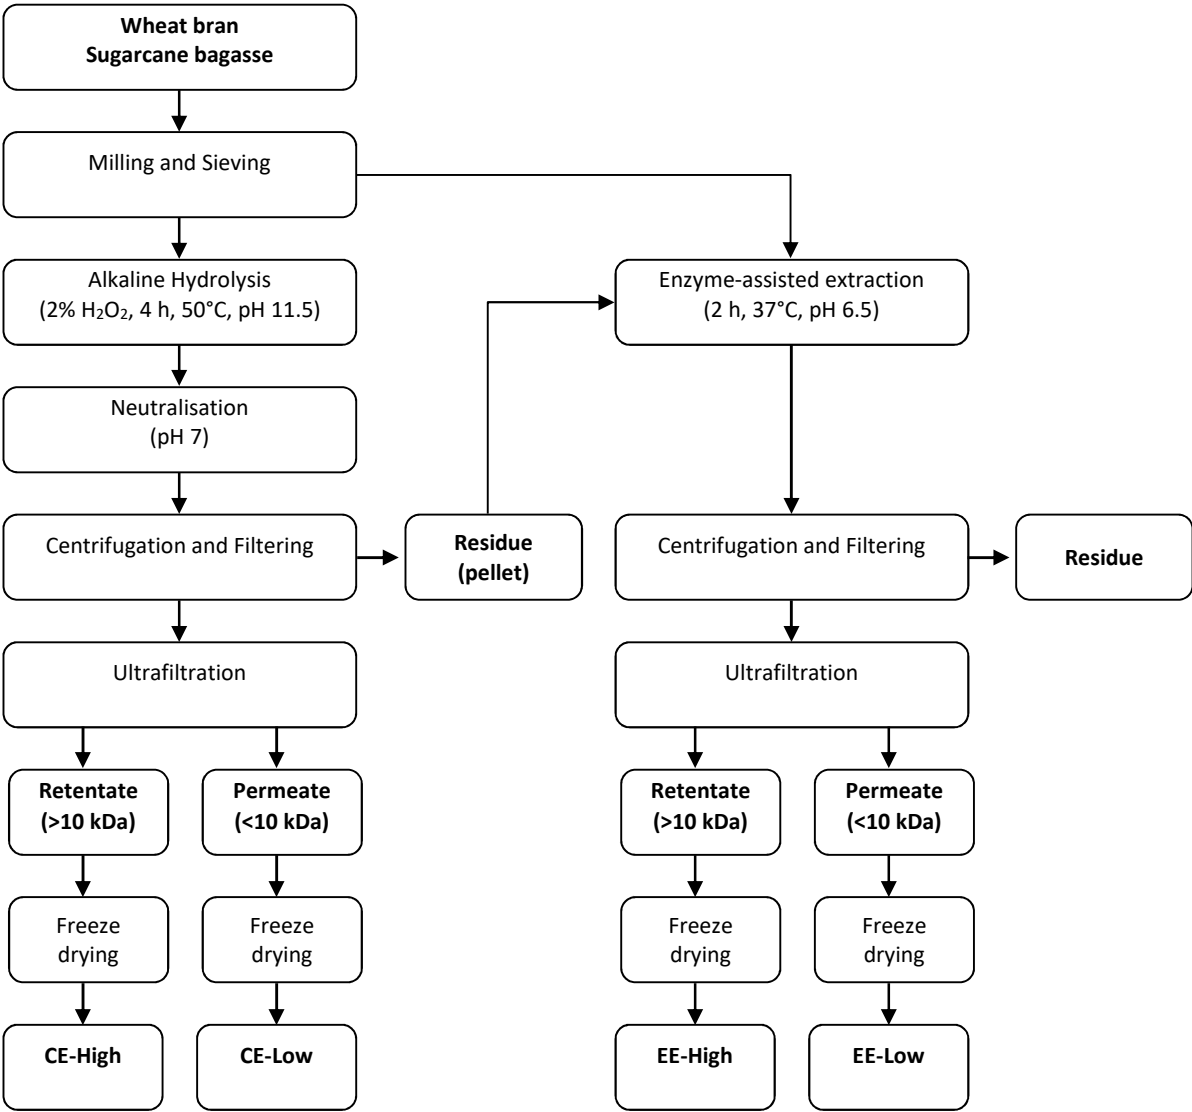 Wheat bran
Sugarcane bagasse
Milling and Sieving
Alkaline Hydrolysis
(2% H₂O₂, 4 h, 50°C, pH 11.5)
Enzyme-assisted extraction
(2 h, 37°C, pH 6.5)
Neutralisation
(pH 7)
Centrifugation and Filtering
Residue
(pellet)
Centrifugation and Filtering
Residue
Ultrafiltration
Ultrafiltration
Retentate
(>10 kDa)
Permeate
(<10 kDa)
Retentate
(>10 kDa)
Permeate
(<10 kDa)
Freeze
drying
Freeze
drying
Freeze
drying
Freeze
drying
CE-High
CE-Low
EE-High
EE-Low